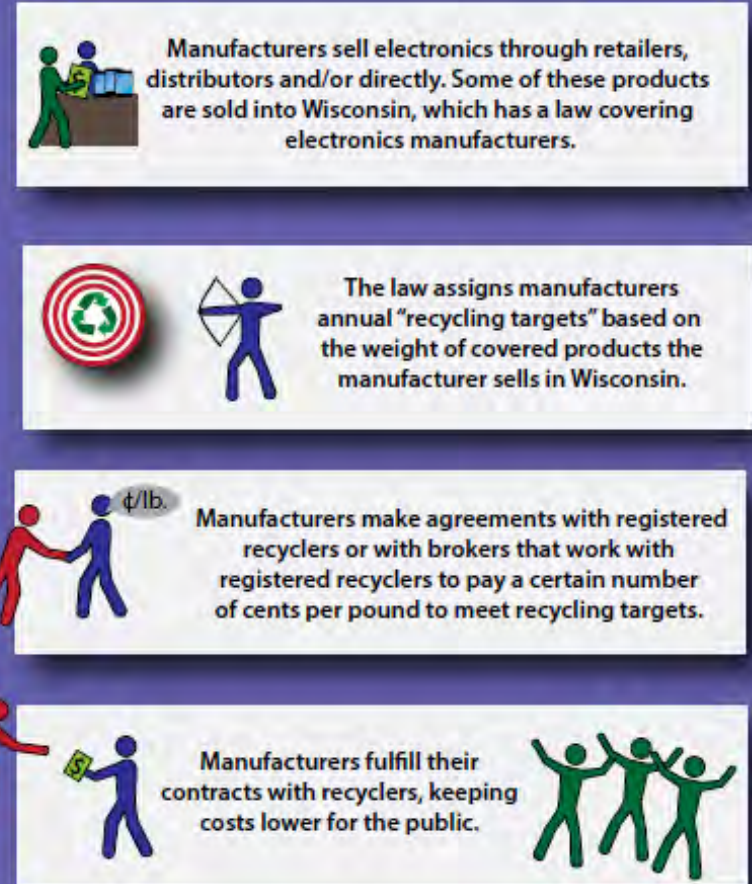 Manufacturers sell electronics through retailers,
distributors and/or directly. Some of these products
are sold into Wisconsin, which has a law covering
electronics manufacturers.
The law assigns manufacturers
annual “recycling targets” based on
the weight of covered products the
manufacturer sells in Wisconsin.
¢/lb.
Manufacturers make agreements with registered
recyclers or with brokers that work with
registered recyclers to pay a certain number
of cents per pound to meet recycling targets.
$
Manufacturers fulfill their
contracts with recyclers, keeping
costs lower for the public.